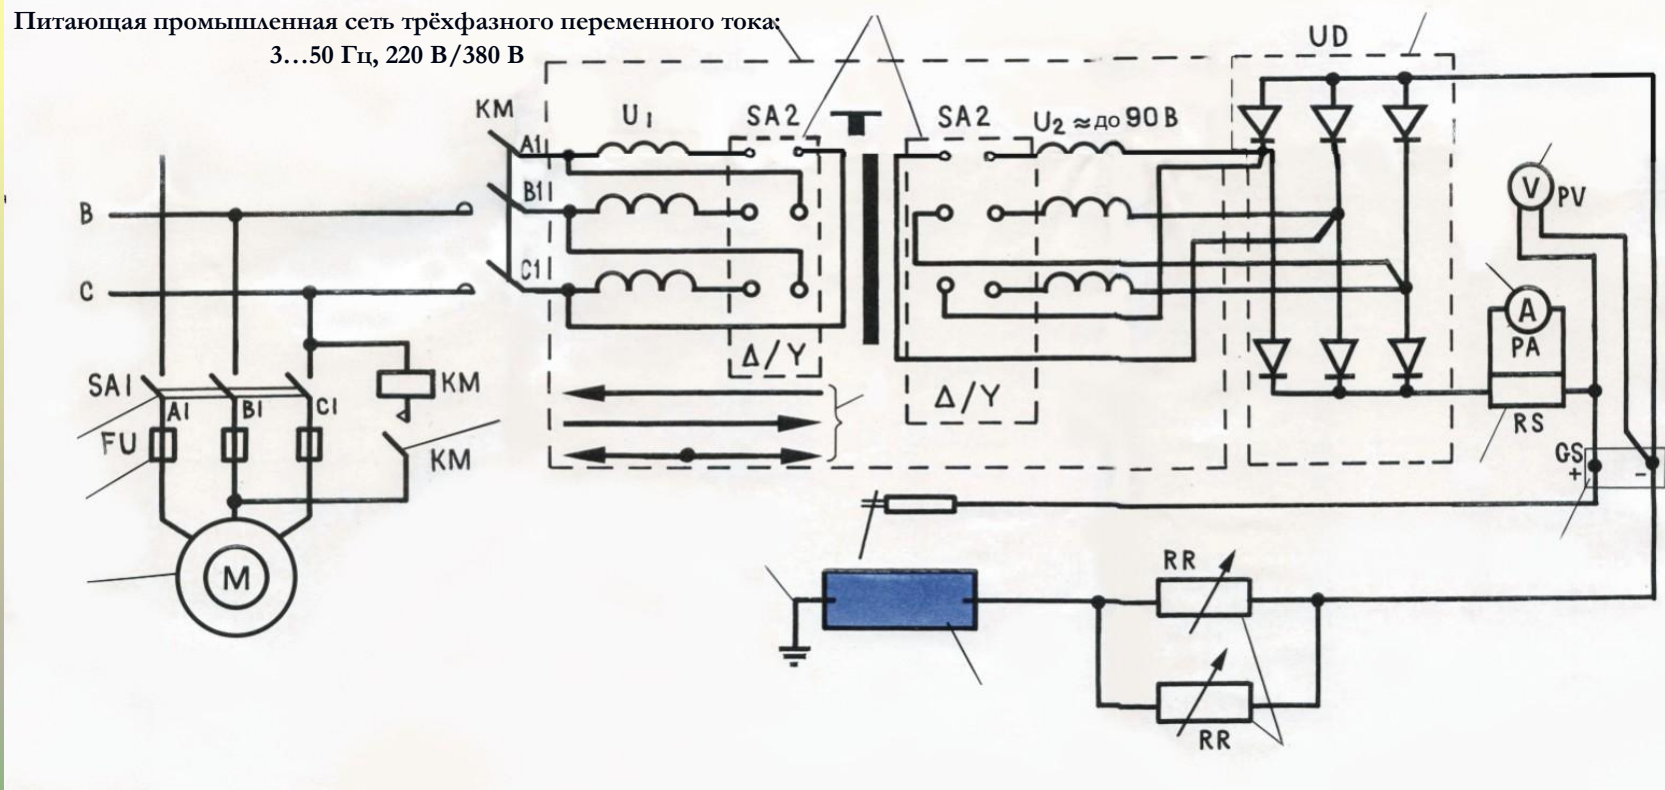 Питающая промышленная сеть трёхфазного переменного тока:
3…50 Гц, 220 В/380 В
UD
KM
U1
SA2
SA2
U2 ≈ до 90 В
A1
B1
C1
V
PV
B
C
A
PA
Δ/Y
Δ/Y
SA1
A1
B1
C1
KM
RS
FU
KM
GS
+
-
M
RR
RR